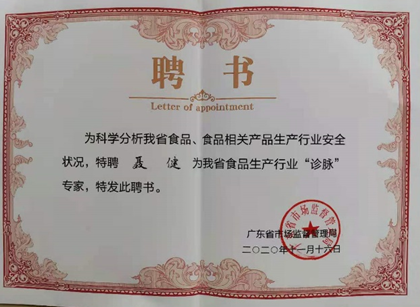 聘书
Letter of appointment
为科学分析我省食品、食品相关产品生产行业安全
状况，特聘 聂 健 为我省食品生产行业“诊脉”
专家，特发此聘书。
广东省市场监督管理局
二〇二〇年十一月十六日